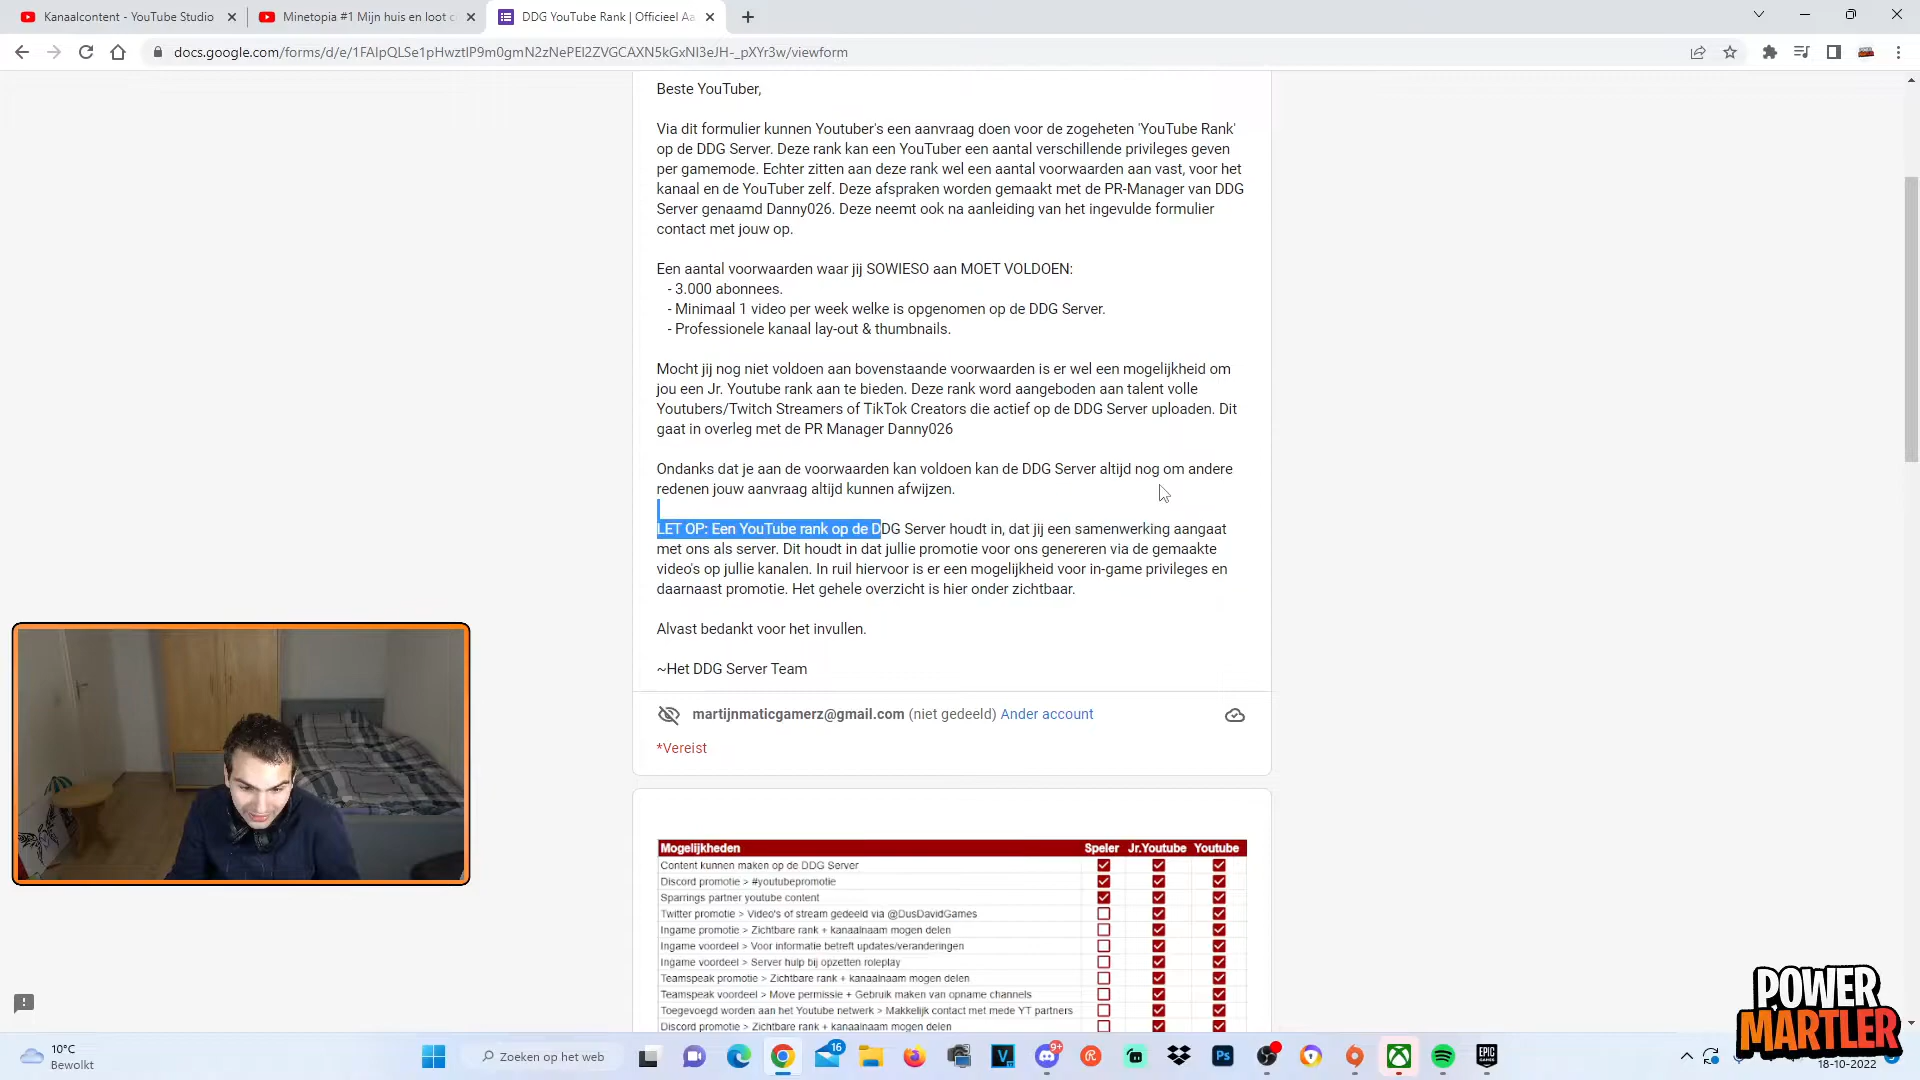 Kanaalcontent - YouTube Studio
Minetopia #1 Mijn huis en loot c
DDG YouTube Rank | Officieel Aa
docs.google.com/forms/d/e/1FAIpQLSe1pHwztIP9m0gmN2zNePEl2ZVGCAXN5kGxNl3eJH-_pXYr3w/viewform
Beste YouTuber,
Via dit formulier kunnen Youtuber's een aanvraag doen voor de zogeheten 'YouTube Rank'
op de DDG Server. Deze rank kan een YouTuber een aantal verschillende privileges geven
per gamemode. Echter zitten aan deze rank wel een aantal voorwaarden aan vast, voor het
kanaal en de YouTuber zelf. Deze afspraken worden gemaakt met de PR-Manager van DDG
Server genaamd Danny026. Deze neemt ook na aanleiding van het ingevulde formulier
contact met jouw op.
Een aantal voorwaarden waar jij SOWIESO aan MOET VOLDOEN:
- 3.000 abonnees.
- Minimaal 1 video per week welke is opgenomen op de DDG Server.
- Professionele kanaal lay-out & thumbnails.
Mocht jij nog niet voldoen aan bovenstaande voorwaarden is er wel een mogelijkheid om
jou een Jr. Youtube rank aan te bieden. Deze rank word aangeboden aan talent volle
Youtubers/Twitch Streamers of TikTok Creators die actief op de DDG Server uploaden. Dit
gaat in overleg met de PR Manager Danny026
Ondanks dat je aan de voorwaarden kan voldoen kan de DDG Server altijd nog om andere
redenen jouw aanvraag altijd kunnen afwijzen.
LET OP: Een YouTube rank op de DDG Server houdt in, dat jij een samenwerking aangaat
met ons als server. Dit houdt in dat jullie promotie voor ons genereren via de gemaakte
video's op jullie kanalen. In ruil hiervoor is er een mogelijkheid voor in-game privileges en
daarnaast promotie. Het gehele overzicht is hier onder zichtbaar.
Alvast bedankt voor het invullen.
~Het DDG Server Team
martijnmaticgamerz@gmail.com (niet gedeeld) Ander account
*Vereist
Mogelijkheden Speler Jr.Youtube Youtube
Content kunnen maken op de DDG Server
Discord promotie > #youtubepromotie
Sparrings partner youtube content
Twitter promotie > Video's of stream gedeeld via @DusDavidGames
Ingame promotie > Zichtbare rank + kanaalnaam mogen delen
Ingame voordeel > Voor informatie betreft updates/veranderingen
Ingame voordeel > Server hulp bij opzetten roleplay
Teamspeak promotie > Zichtbare rank + kanaalnaam mogen delen
Teamspeak voordeel > Move permissie + Gebruik maken van opname channels
Toegevoegd worden aan het Youtube netwerk > Makkelijk contact met mede YT partners
Discord promotie > Zichtbare rank + kanaalnaam mogen delen
POWER
MARTLER
10°C
Bewolkt
Zoeken op het web
16
9+
Ps
EPIC
GAMES
18-10-2022